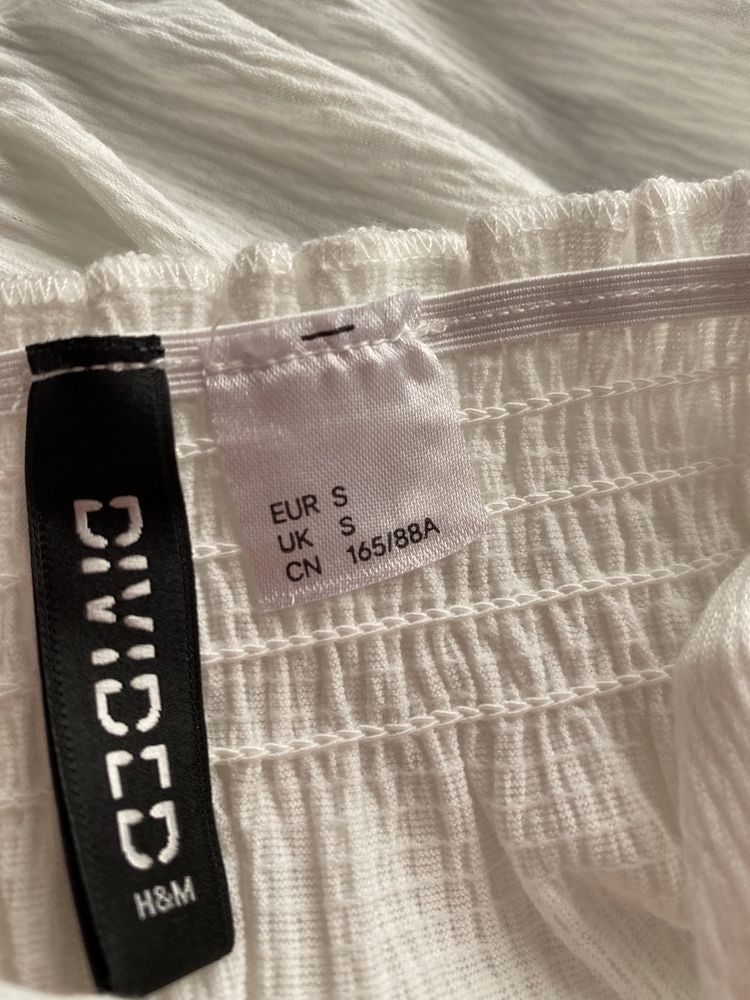 DIVIDED
H&M
EUR S
UK S
CN 165/88A